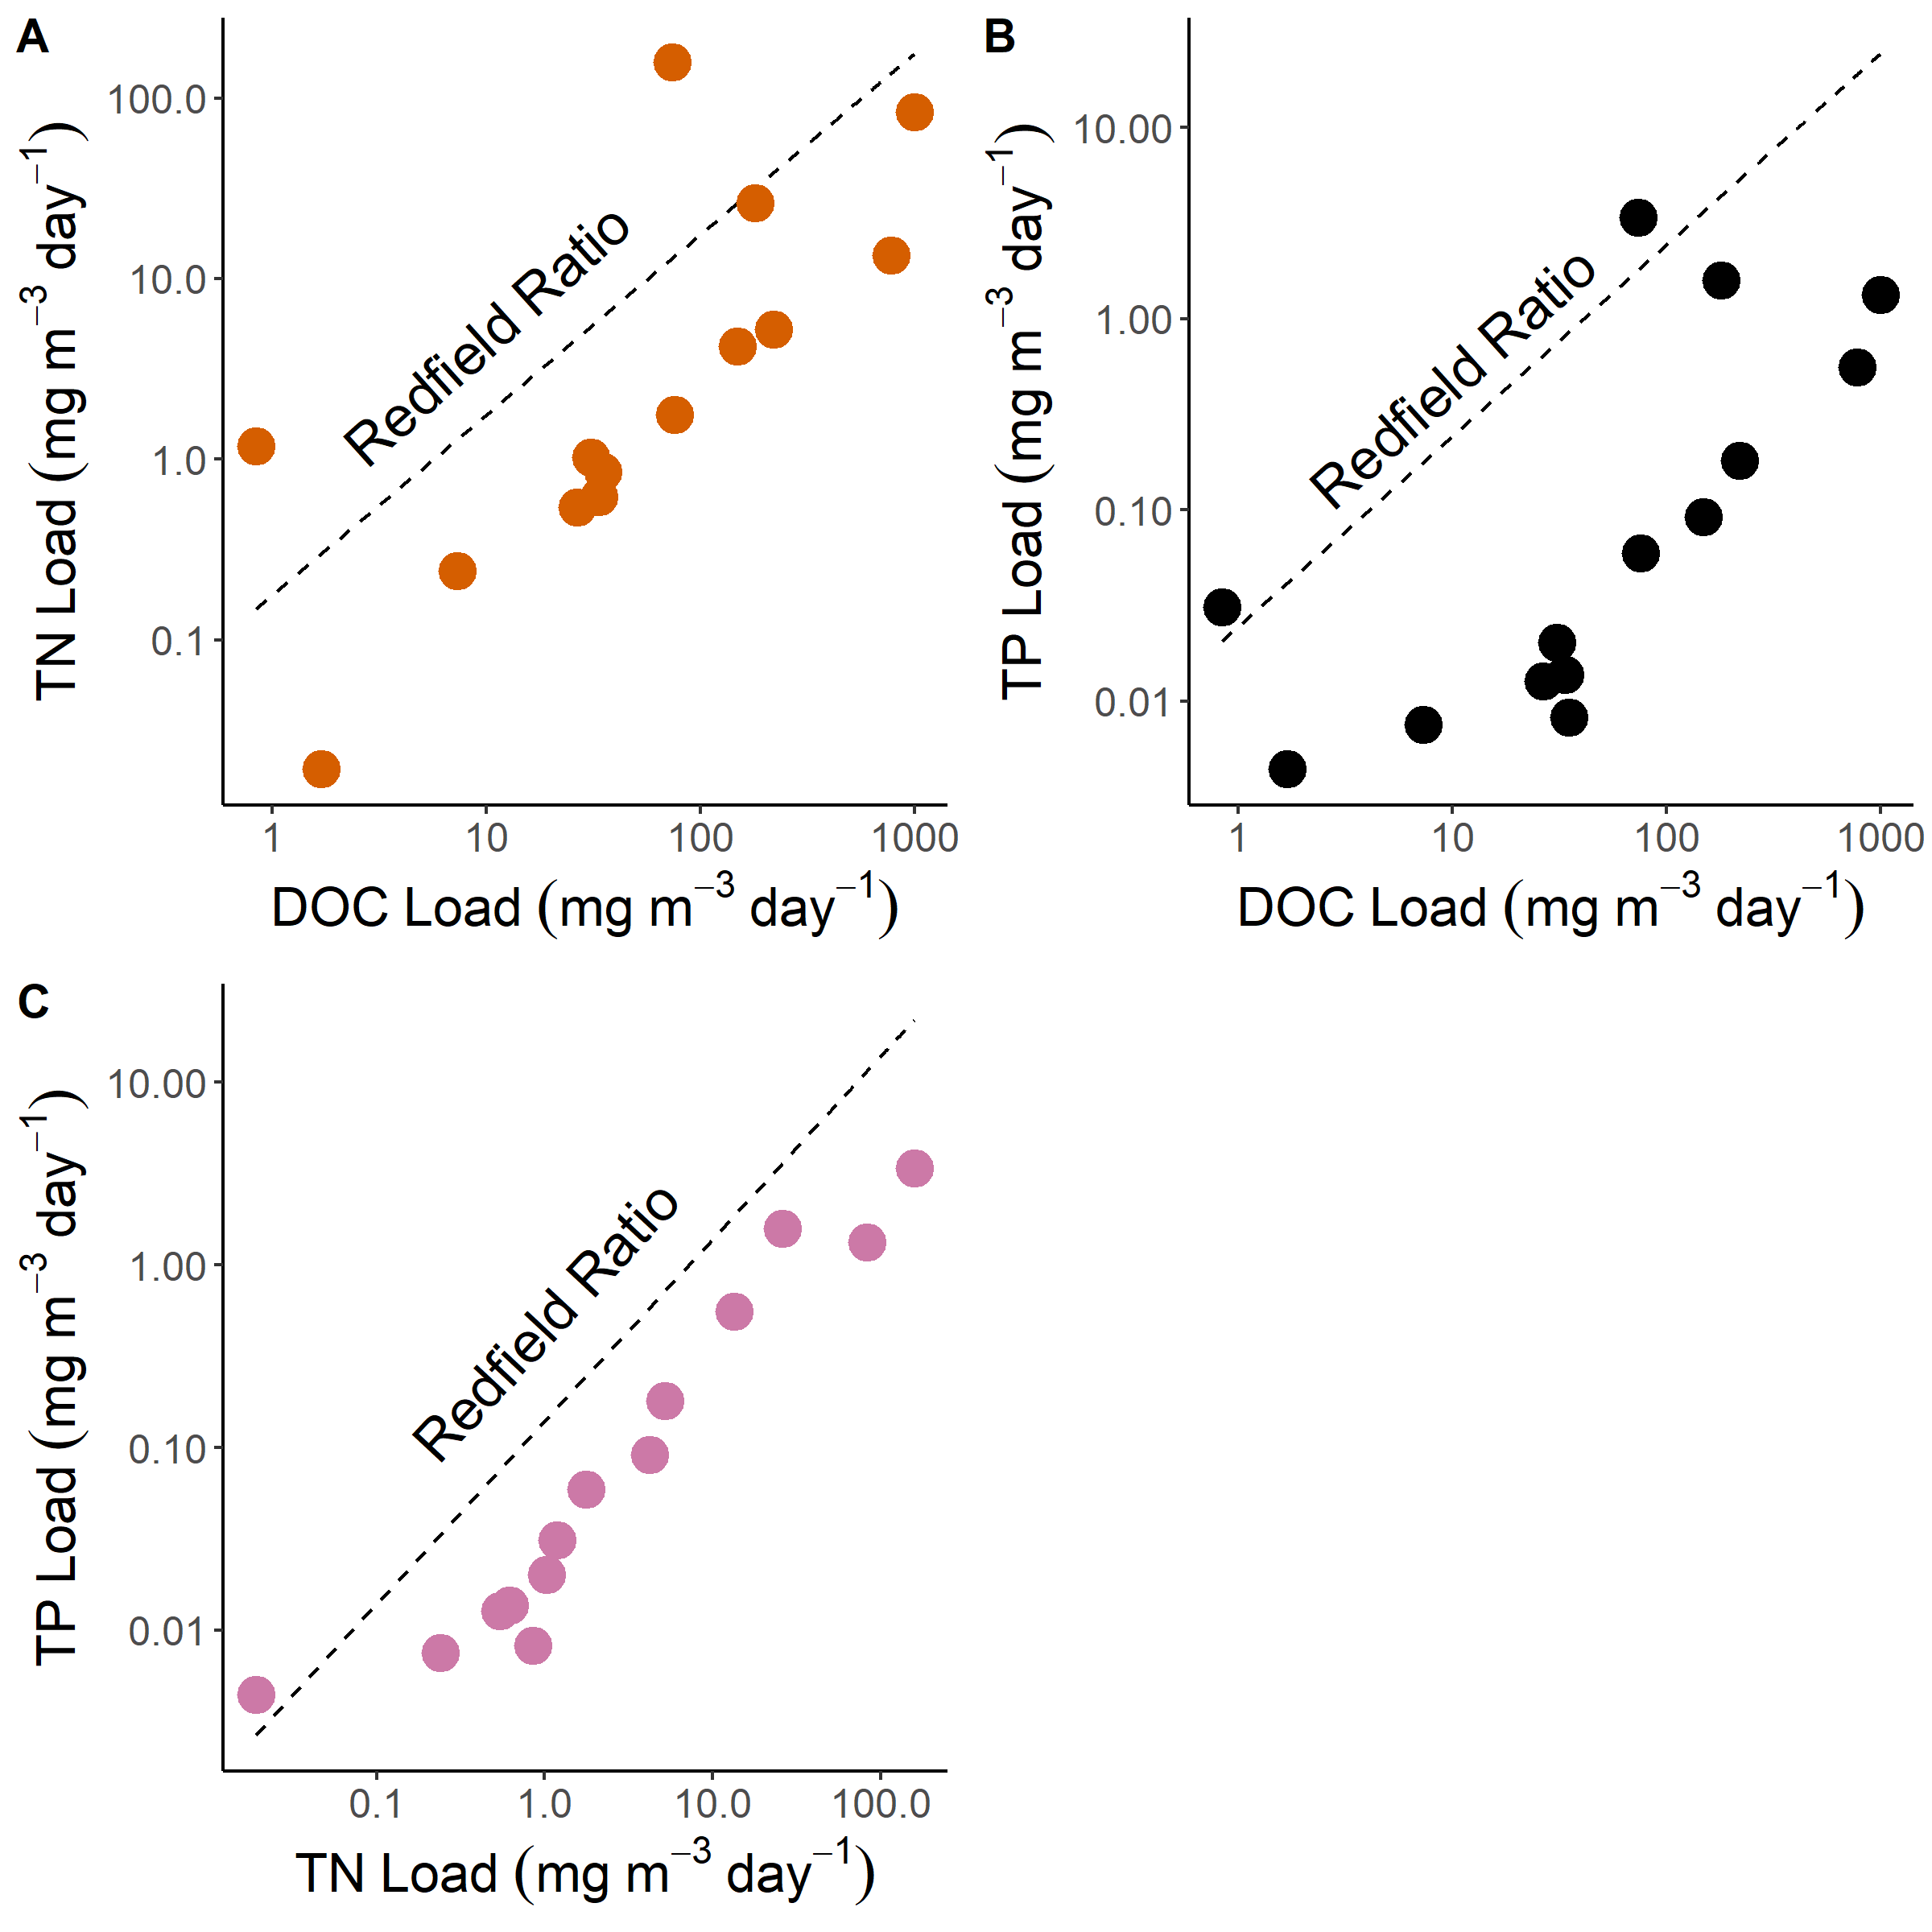 A
100.0
10.0
1.0
0.1
TN Load (mg m−3 day−1)
Redfield Ratio
1 10 100 1000
DOC Load (mg m−3 day−1)
B
10.00
1.00
0.10
0.01
TP Load (mg m−3 day−1)
Redfield Ratio
1 10 100 1000
DOC Load (mg m−3 day−1)
C
10.00
1.00
0.10
0.01
TP Load (mg m−3 day−1)
Redfield Ratio
0.1 1.0 10.0 100.0
TN Load (mg m−3 day−1)